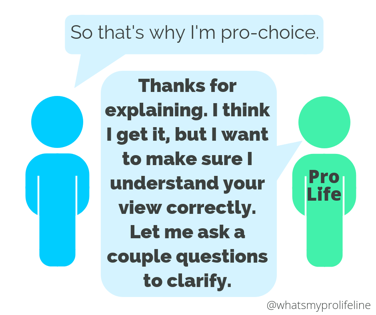 So that's why I'm pro-choice.
Thanks for
explaining. I think
I get it, but I want
to make sure I
understand your
view correctly.
Let me ask a
couple questions
to clarify.
Pro
Life
@whatsmyprolifeline